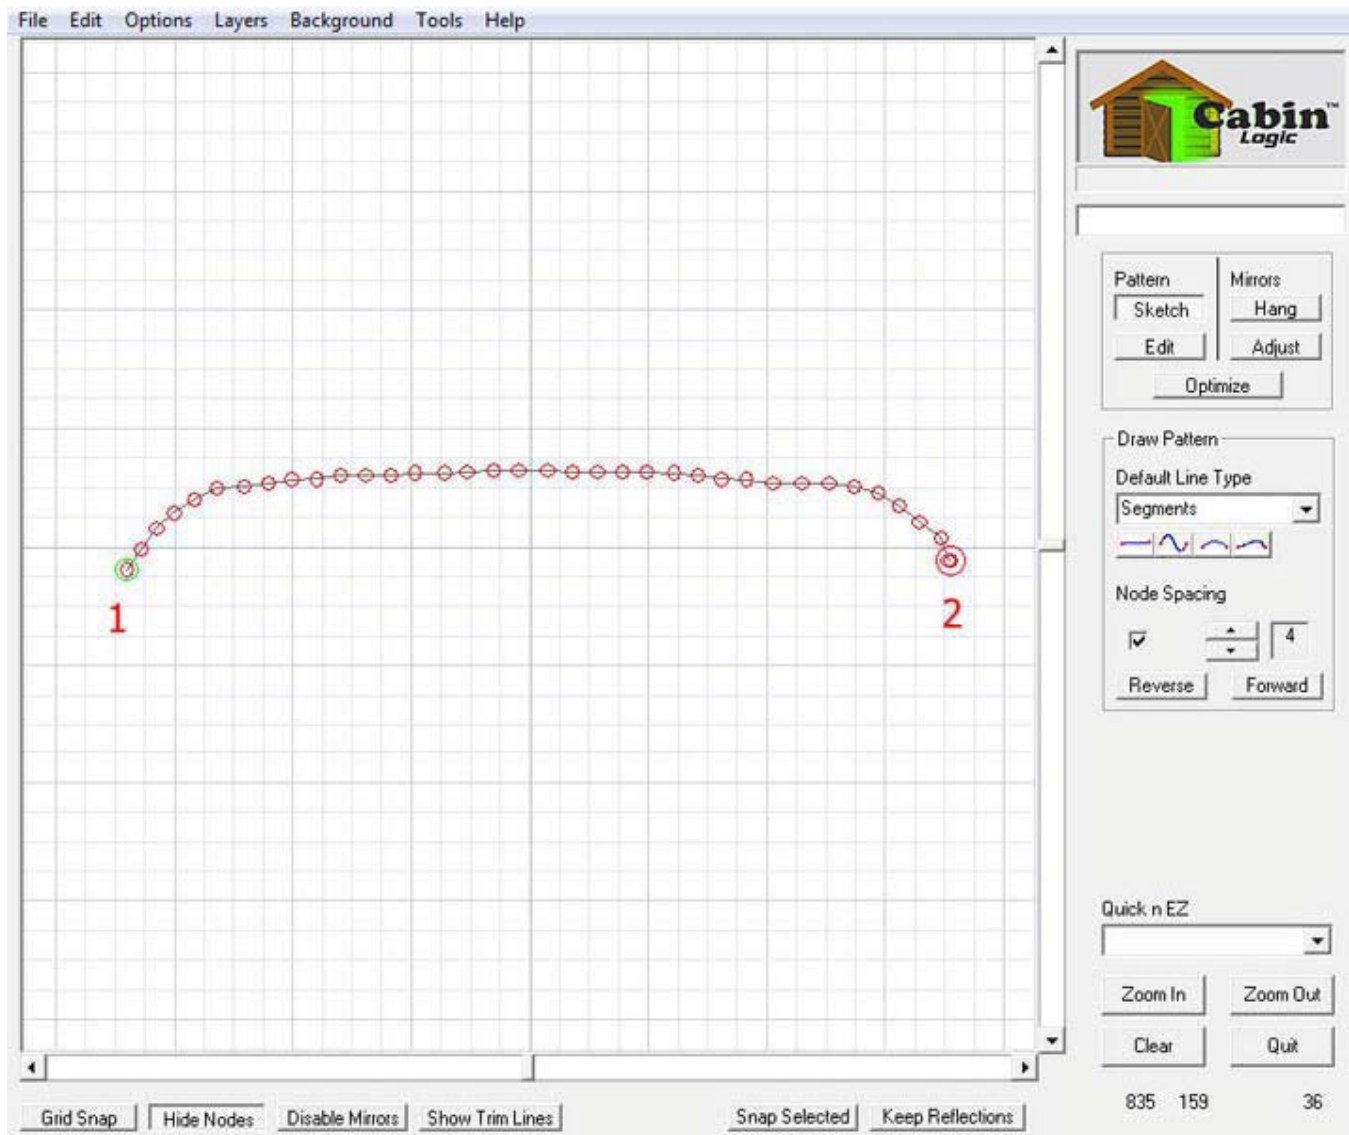 File Edit Options Layers Background Tools Help
Cabin™
Logic
Pattern Mirrors
Sketch Hang
Edit Adjust
Optimize
Draw Pattern
Default Line Type
Segments
Node Spacing
4
Reverse Forward
1 2
Quick n EZ
Zoom In Zoom Out
Clear Quit
835 159 36
Grid Snap Hide Nodes Disable Mirrors Show Trim Lines Snap Selected Keep Reflections